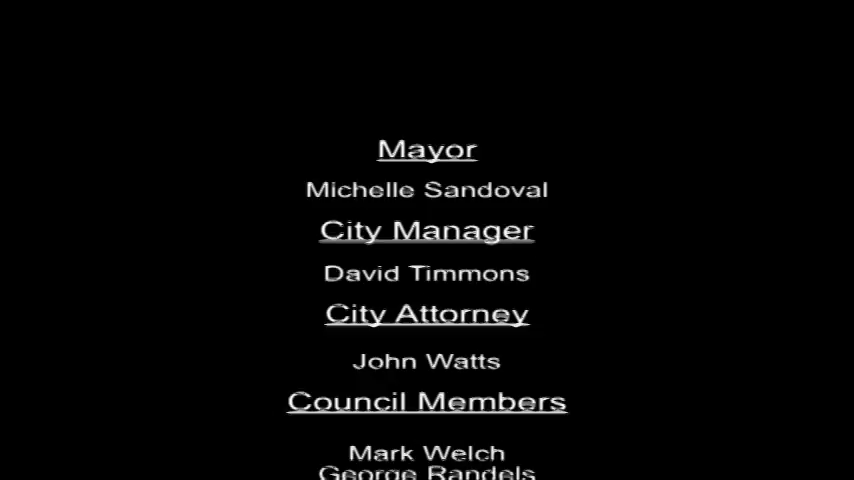 Mayor
Michelle Sandoval
City Manager
David Timmons
City Attorney
John Watts
Council Members
Mark Welch
George Randels